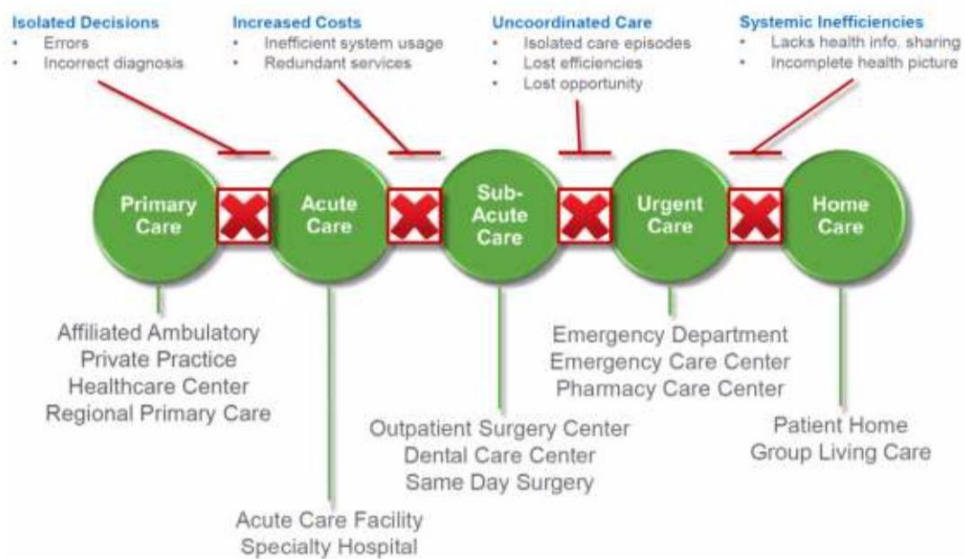 Isolated Decisions
• Errors
• Incorrect diagnosis
Increased Costs
• Inefficient system usage
• Redundant services
Uncoordinated Care
• Isolated care episodes
• Lost efficiencies
• Lost opportunity
Systemic Inefficiencies
• Lacks health info. sharing
• Incomplete health picture
Primary
Care
Acute
Care
Sub-
Acute
Care
Urgent
Care
Home
Care
Affiliated Ambulatory
Private Practice
Healthcare Center
Regional Primary Care
Acute Care Facility
Specialty Hospital
Outpatient Surgery Center
Dental Care Center
Same Day Surgery
Emergency Department
Emergency Care Center
Pharmacy Care Center
Patient Home
Group Living Care